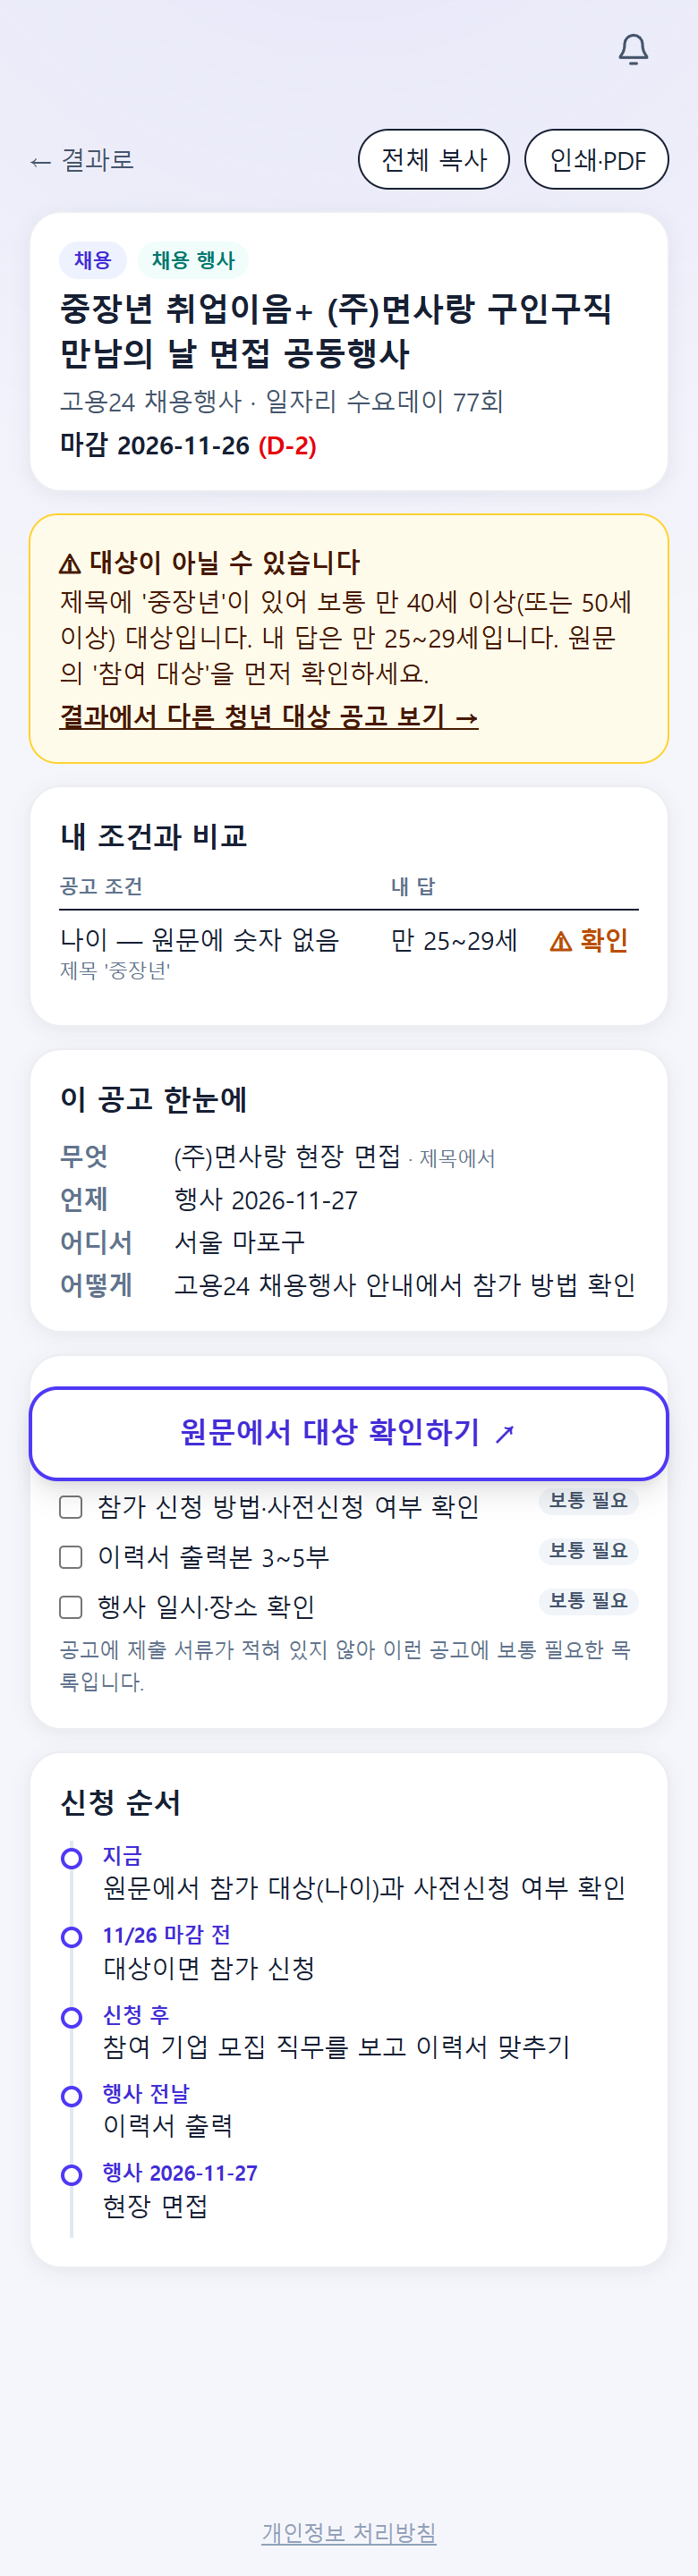 ← 결과로
전체 복사
인쇄·PDF
채용
채용 행사
중장년 취업이음+ (주)면사랑 구인구직
만남의 날 면접 공동행사
고용24 채용행사 · 일자리 수요데이 77회
마감 2026-11-26 (D-2)
⚠ 대상이 아닐 수 있습니다
제목에 '중장년'이 있어 보통 만 40세 이상(또는 50세
이상) 대상입니다. 내 답은 만 25~29세입니다. 원문
의 '참여 대상'을 먼저 확인하세요.
결과에서 다른 청년 대상 공고 보기 →
내 조건과 비교
공고 조건
내 답
나이 — 원문에 숫자 없음
만 25~29세
⚠ 확인
제목 '중장년'
이 공고 한눈에
무엇
(주)면사랑 현장 면접 · 제목에서
언제
행사 2026-11-27
어디서
서울 마포구
어떻게
고용24 채용행사 안내에서 참가 방법 확인
원문에서 대상 확인하기 ↗
참가 신청 방법·사전신청 여부 확인
보통 필요
이력서 출력본 3~5부
보통 필요
행사 일시·장소 확인
보통 필요
공고에 제출 서류가 적혀 있지 않아 이런 공고에 보통 필요한 목
록입니다.
신청 순서
지금
원문에서 참가 대상(나이)과 사전신청 여부 확인
11/26 마감 전
대상이면 참가 신청
신청 후
참여 기업 모집 직무를 보고 이력서 맞추기
행사 전날
이력서 출력
행사 2026-11-27
현장 면접
개인정보 처리방침